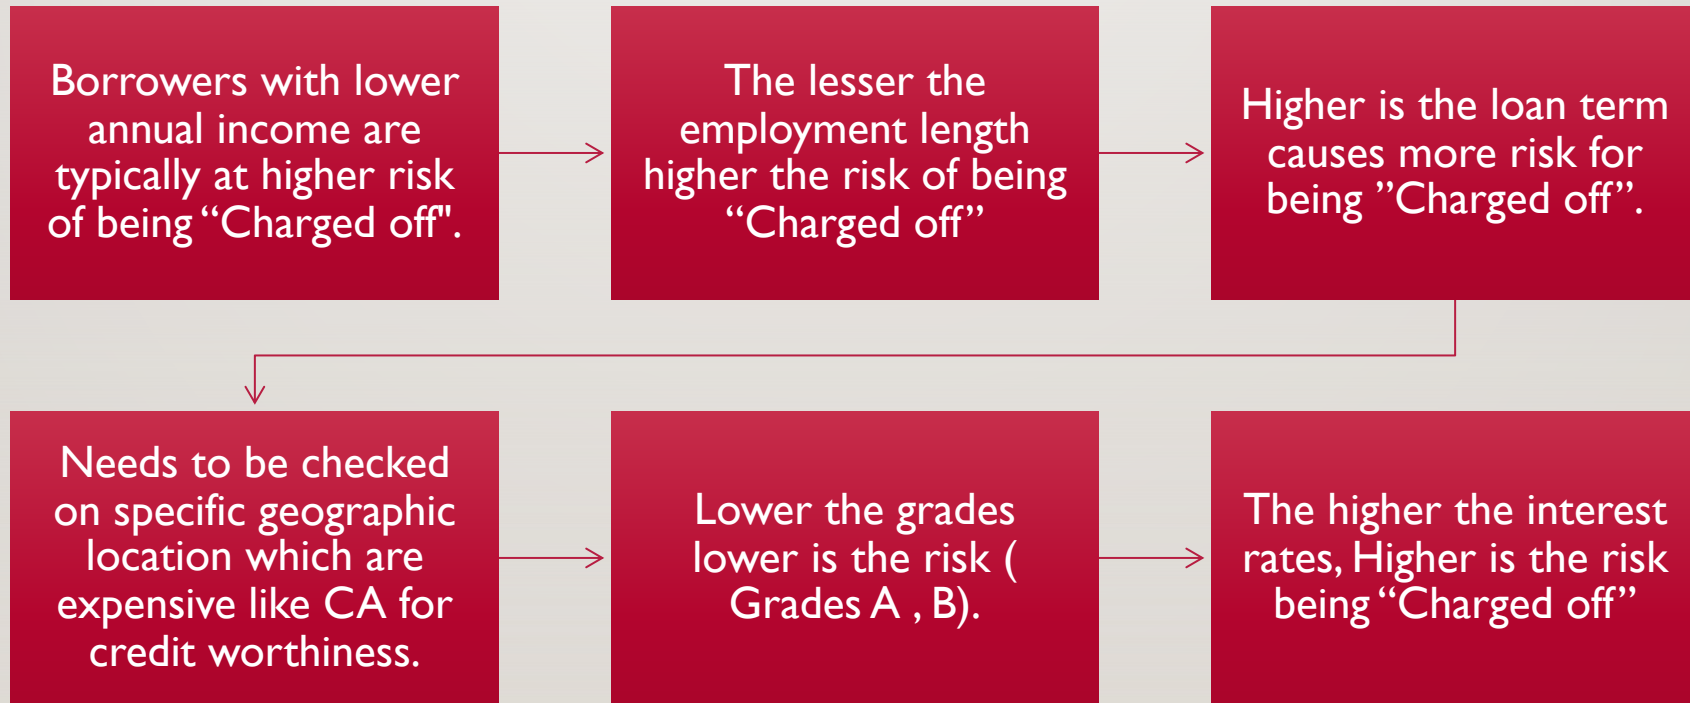 Borrowers with lower
annual income are
typically at higher risk
of being “Charged off".
The lesser the
employment length
higher the risk of being
“Charged off”
Higher is the loan term
causes more risk for
being ”Charged off”.
Needs to be checked
on specific geographic
location which are
expensive like CA for
credit worthiness.
Lower the grades
lower is the risk (
Grades A , B).
The higher the interest
rates, Higher is the risk
being “Charged off”